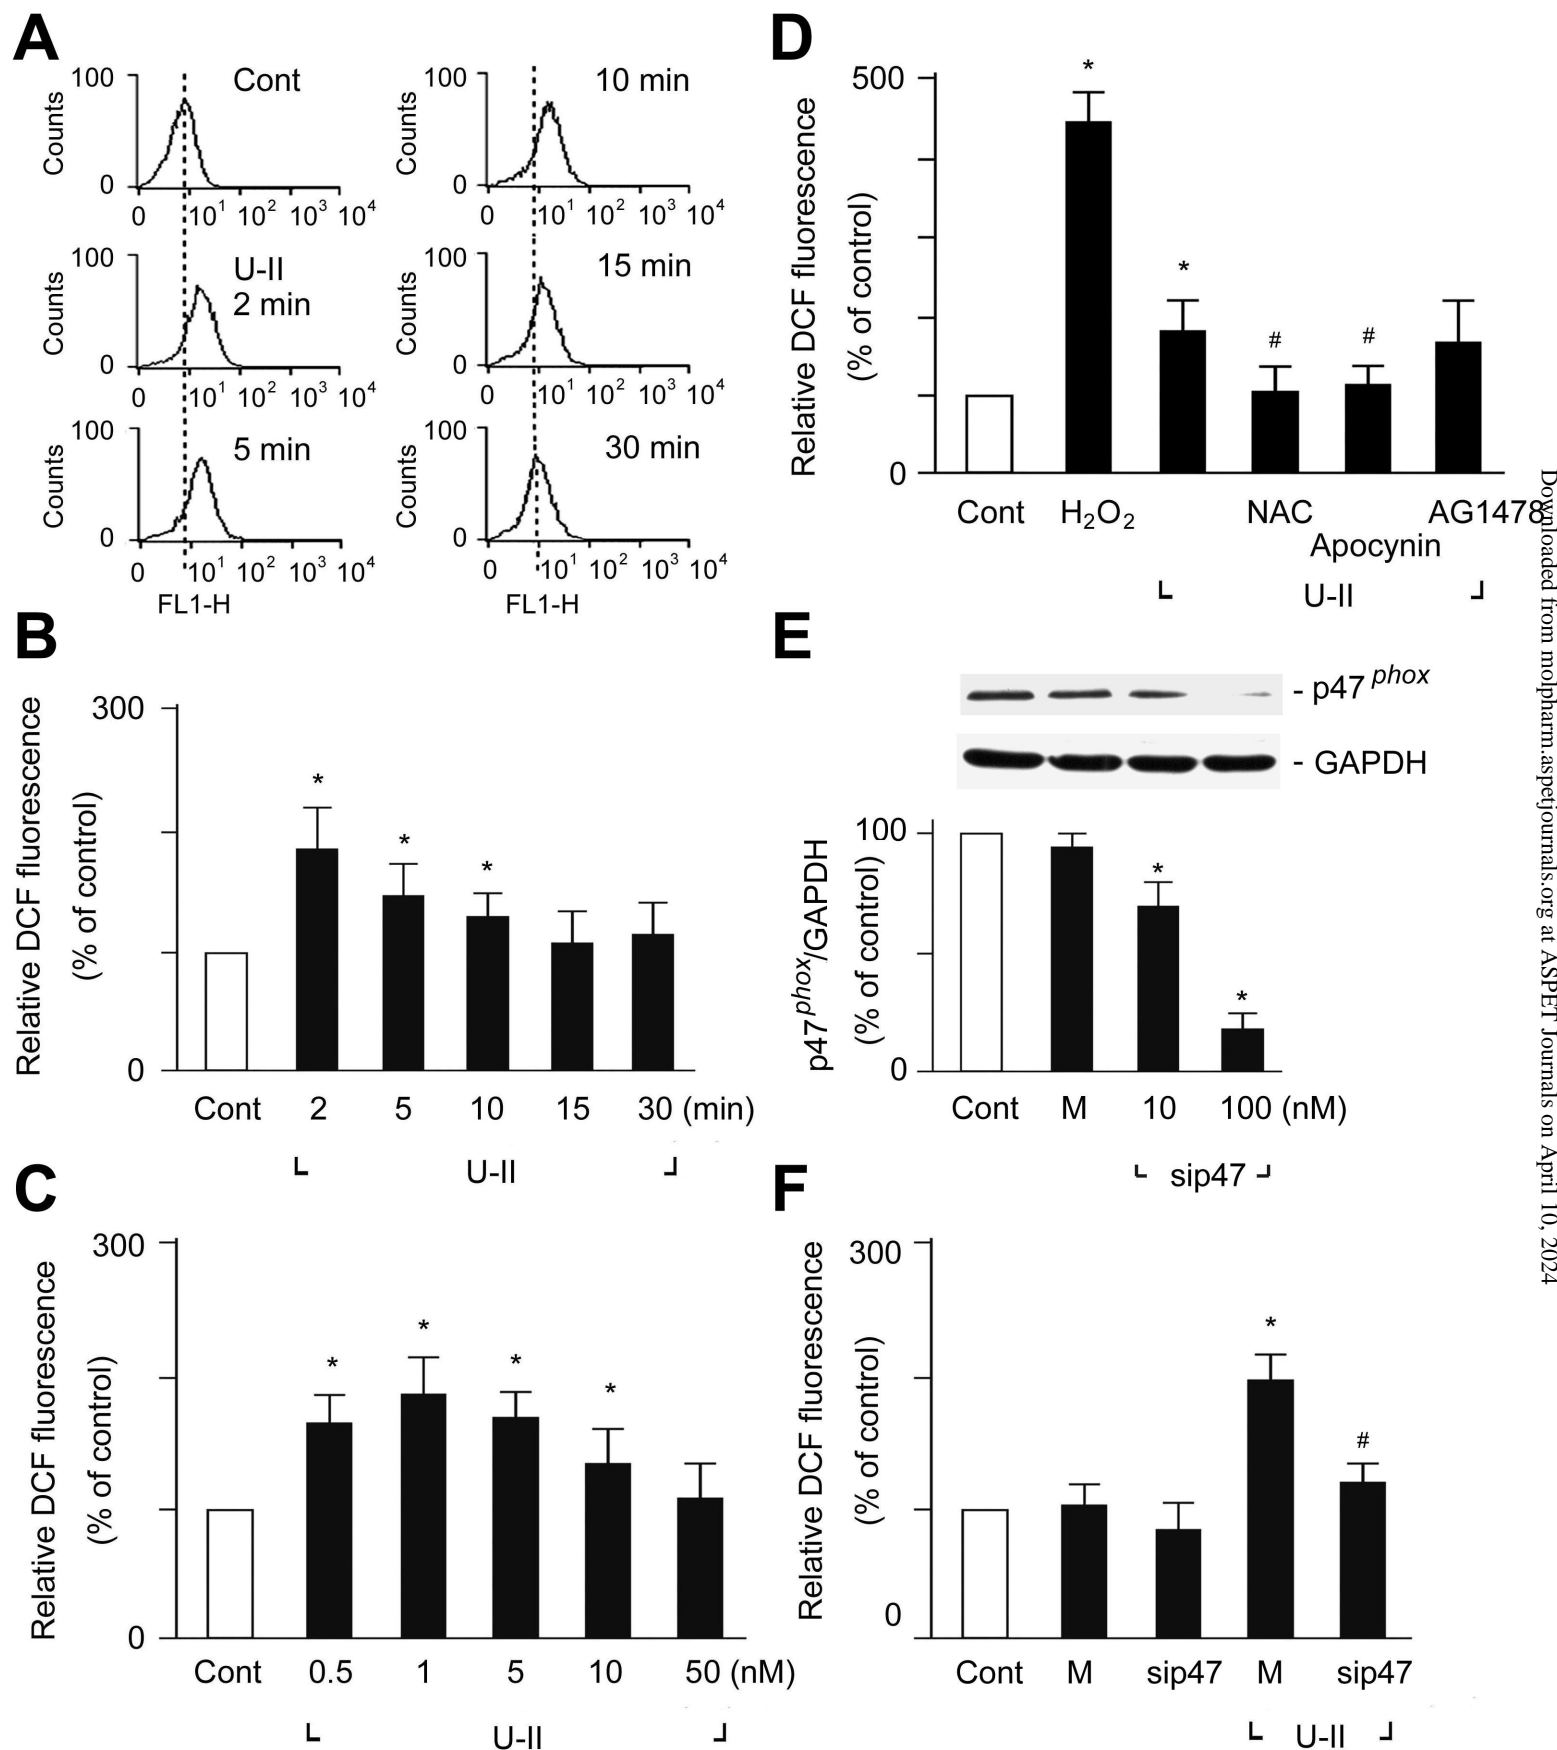 A
100
Counts
0
Cont
0 10¹ 10² 10³ 10⁴
100
Counts
0
10 min
0 10¹ 10² 10³ 10⁴
100
Counts
0
U-II
2 min
0 10¹ 10² 10³ 10⁴
100
Counts
0
15 min
0 10¹ 10² 10³ 10⁴
100
Counts
0
5 min
0 10¹ 10² 10³ 10⁴
FL1-H
100
Counts
0
30 min
0 10¹ 10² 10³ 10⁴
FL1-H
B
Relative DCF fluorescence
(% of control)
300
0
* * *
Cont 2 5 10 15 30 (min)
U-II
C
Relative DCF fluorescence
(% of control)
300
0
* * * *
Cont 0.5 1 5 10 50 (nM)
U-II
D
Relative DCF fluorescence
(% of control)
500
0
* * # #
Cont H₂O₂ NAC AG1478
Apocynin
U-II
E
- p47 phox
- GAPDH
p47phox/GAPDH
(% of control)
100
0
* *
Cont M 10 100 (nM)
sip47
F
Relative DCF fluorescence
(% of control)
300
0
* #
Cont M sip47 M sip47
U-II
Downloaded from molpharm.aspetjournals.org at ASPET Journals on April 10, 2024